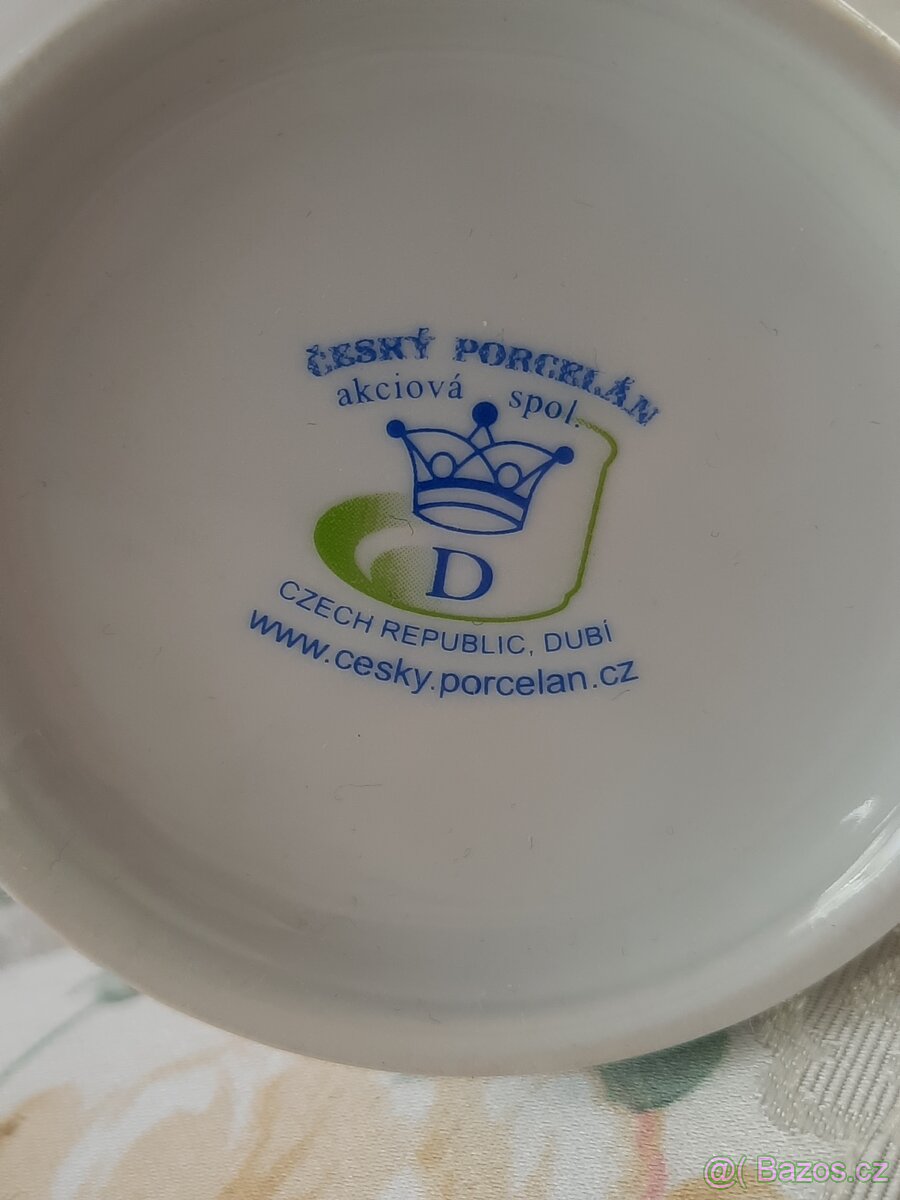 ČESKÝ PORCELÁN
akciová spol.
D
CZECH REPUBLIC, DUBÍ
www.cesky.porcelan.cz
@( Bazos.cz